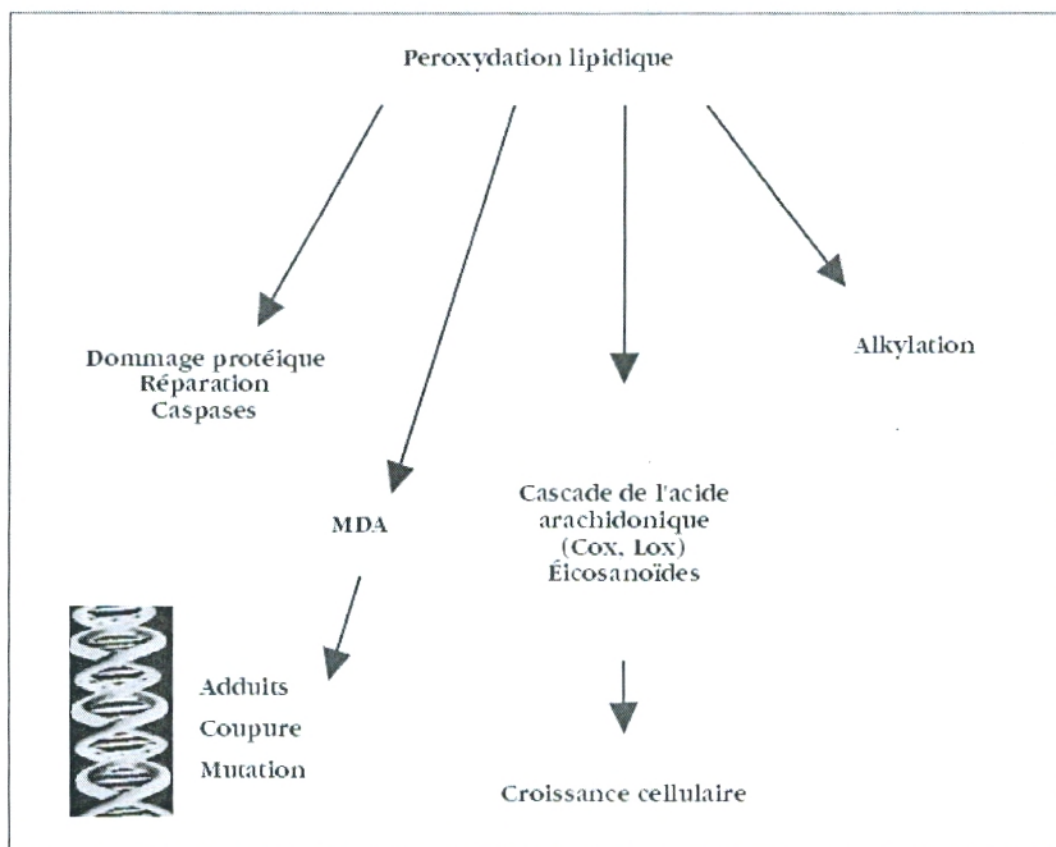 Peroxydation lipidique
Dommage protéique
Réparation
Caspases
Alkylation
MDA
Cascade de l'acide
arachidonique
(Cox, Lox)
Éicosanoïdes
Adduits
Coupure
Mutation
Croissance cellulaire